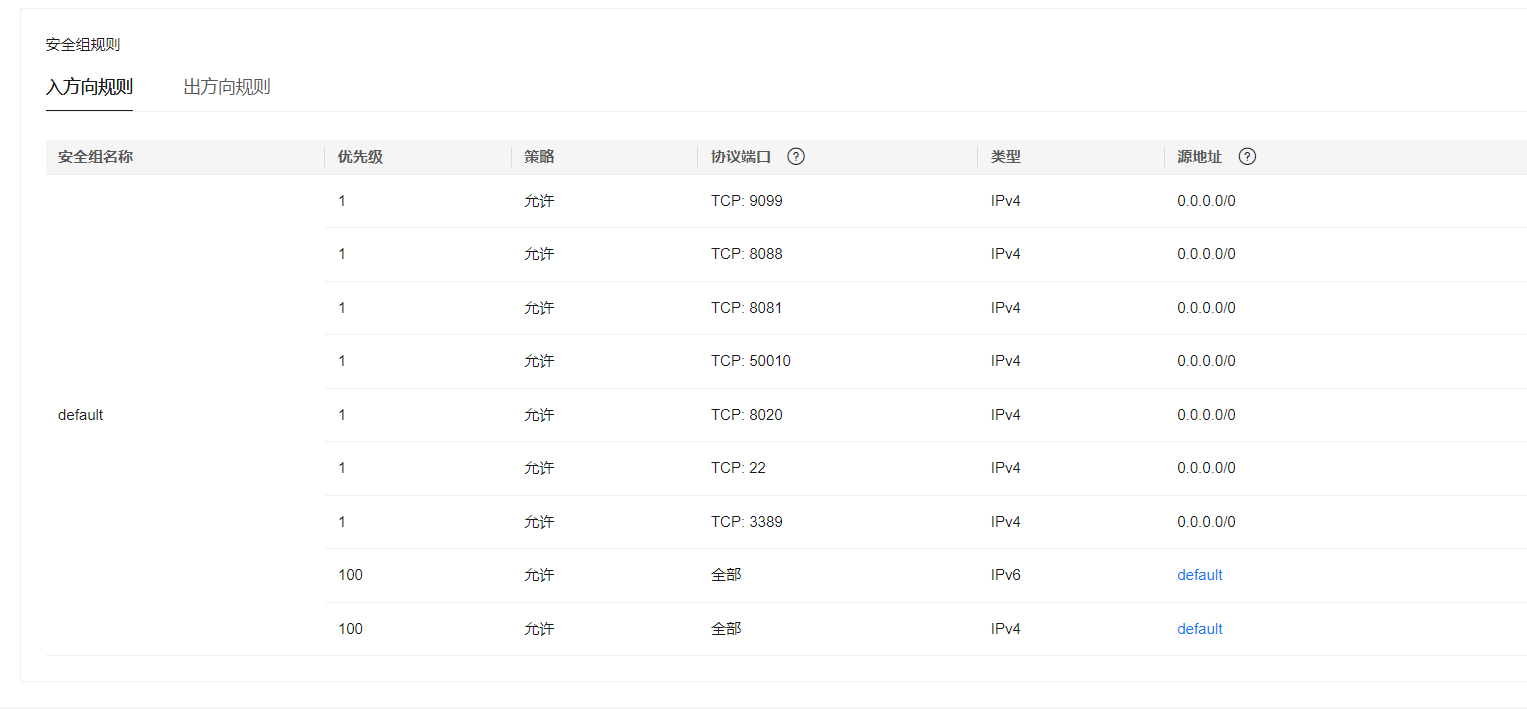 安全组规则
入方向规则 出方向规则
安全组名称 优先级 策略 协议端口 ? 类型 源地址 ?
1 允许 TCP: 9099 IPv4 0.0.0.0/0
1 允许 TCP: 8088 IPv4 0.0.0.0/0
1 允许 TCP: 8081 IPv4 0.0.0.0/0
1 允许 TCP: 50010 IPv4 0.0.0.0/0
default 1 允许 TCP: 8020 IPv4 0.0.0.0/0
1 允许 TCP: 22 IPv4 0.0.0.0/0
1 允许 TCP: 3389 IPv4 0.0.0.0/0
100 允许 全部 IPv6 default
100 允许 全部 IPv4 default